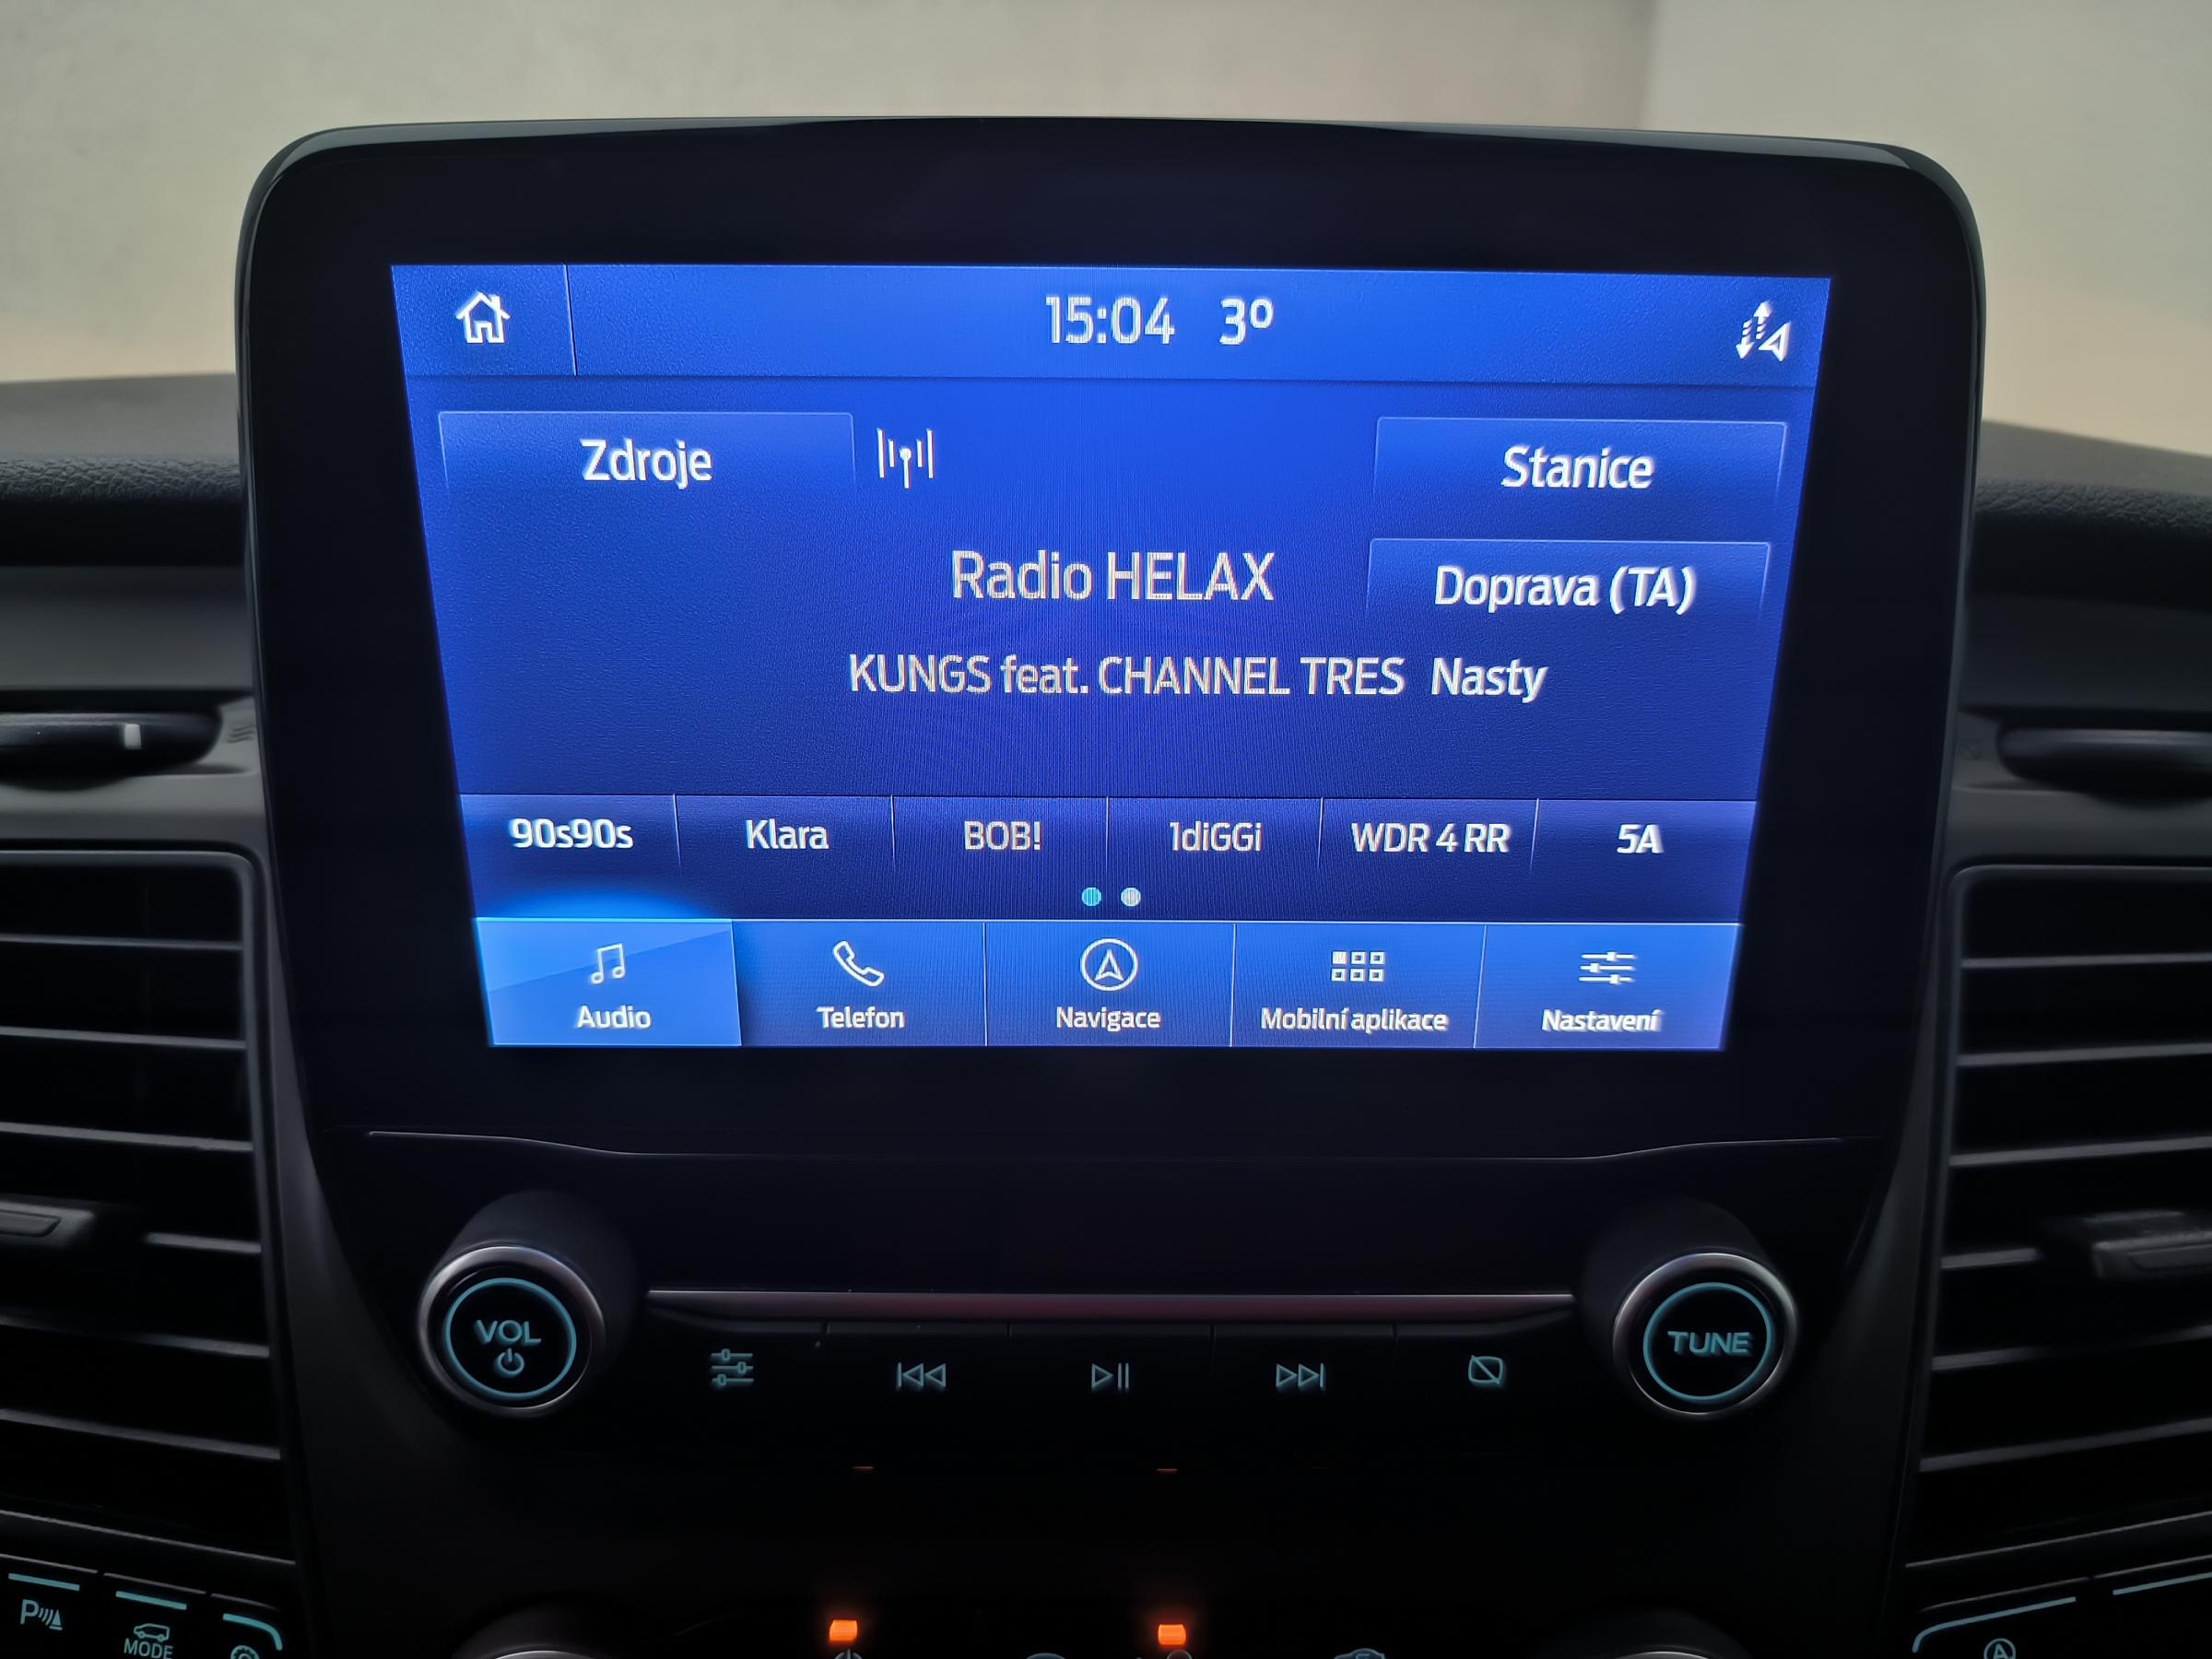 15:04 3°
Zdroje
Stanice
Radio HELAX
Doprava (TA)
KUNGS feat. CHANNEL TRES Nasty
90s90s Klara BOB! 1diGGi WDR 4 RR 5A
Audio Telefon Navigace Mobilní aplikace Nastavení
VOL
TUNE
P
MODE
A